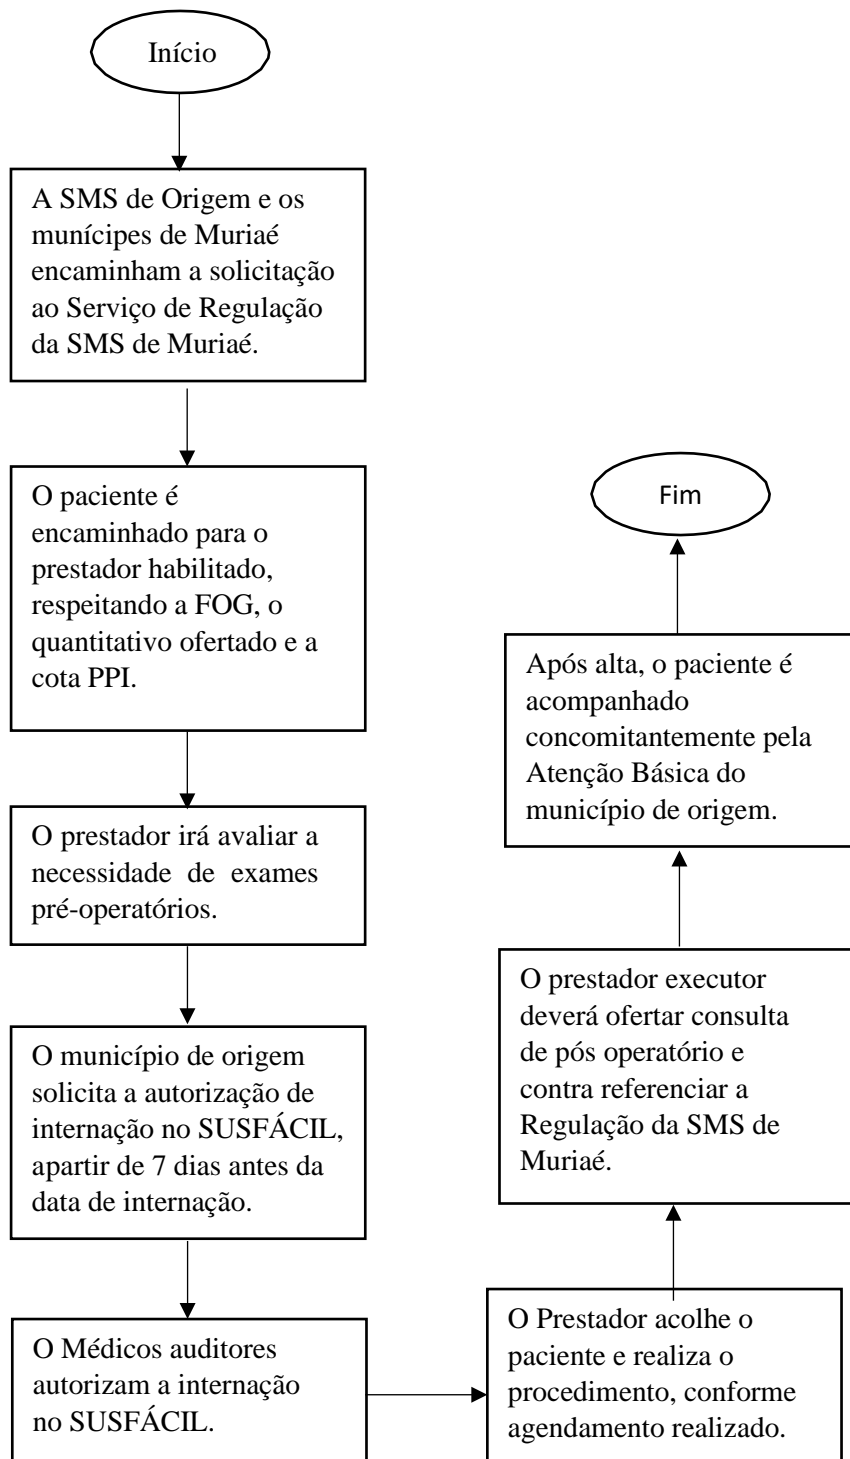 Início
A SMS de Origem e os
munícipes de Muriaé
encaminham a solicitação
ao Serviço de Regulação
da SMS de Muriaé.
O paciente é
encaminhado para o
prestador habilitado,
respeitando a FOG, o
quantitativo ofertado e a
cota PPI.
O prestador irá avaliar a
necessidade de exames
pré-operatórios.
O município de origem
solicita a autorização de
internação no SUSFÁCIL,
apartir de 7 dias antes da
data de internação.
O Médicos auditores
autorizam a internação
no SUSFÁCIL.
O Prestador acolhe o
paciente e realiza o
procedimento, conforme
agendamento realizado.
O prestador executor
deverá ofertar consulta
de pós operatório e
contra referenciar a
Regulação da SMS de
Muriaé.
Após alta, o paciente é
acompanhado
concomitantemente pela
Atenção Básica do
município de origem.
Fim